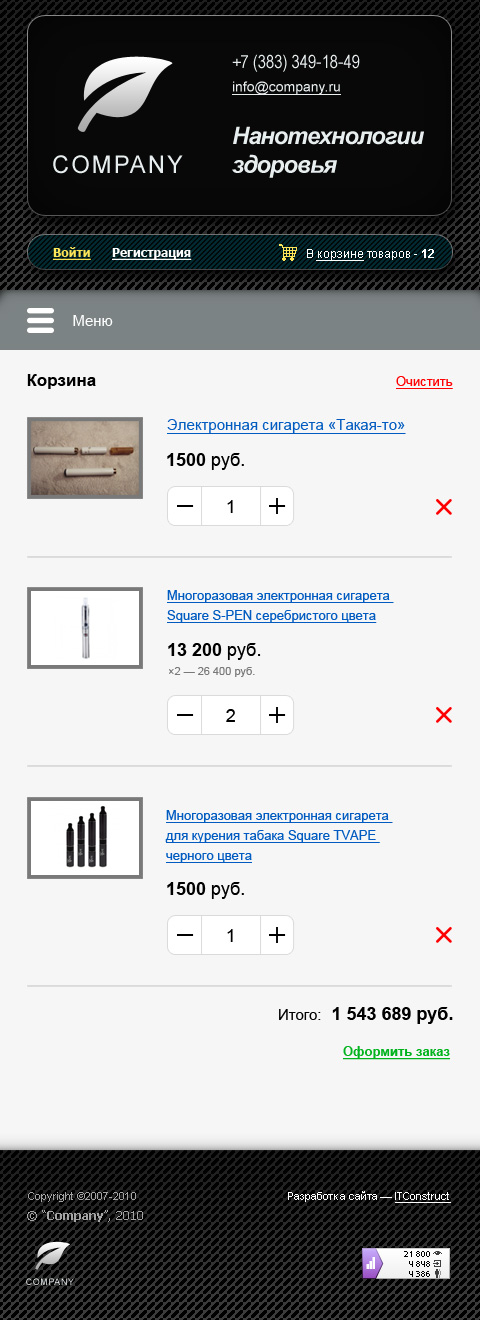 COMPANY
+7 (383) 349-18-49
info@company.ru
Нанотехнологии
здоровья
Войти Регистрация В корзине товаров - 12
Меню
Корзина Очистить
Электронная сигарета «Такая-то»
1500 руб.
1
Многоразовая электронная сигарета
Square S-PEN серебристого цвета
13 200 руб.
×2 — 26 400 руб.
2
Многоразовая электронная сигарета
для курения табака Square TVAPE
черного цвета
1500 руб.
1
Итого: 1 543 689 руб.
Оформить заказ
Copyright ©2007-2010
© "Company", 2010
COMPANY
Разработка сайта — ITConstruct
21 800
4 848
4 386